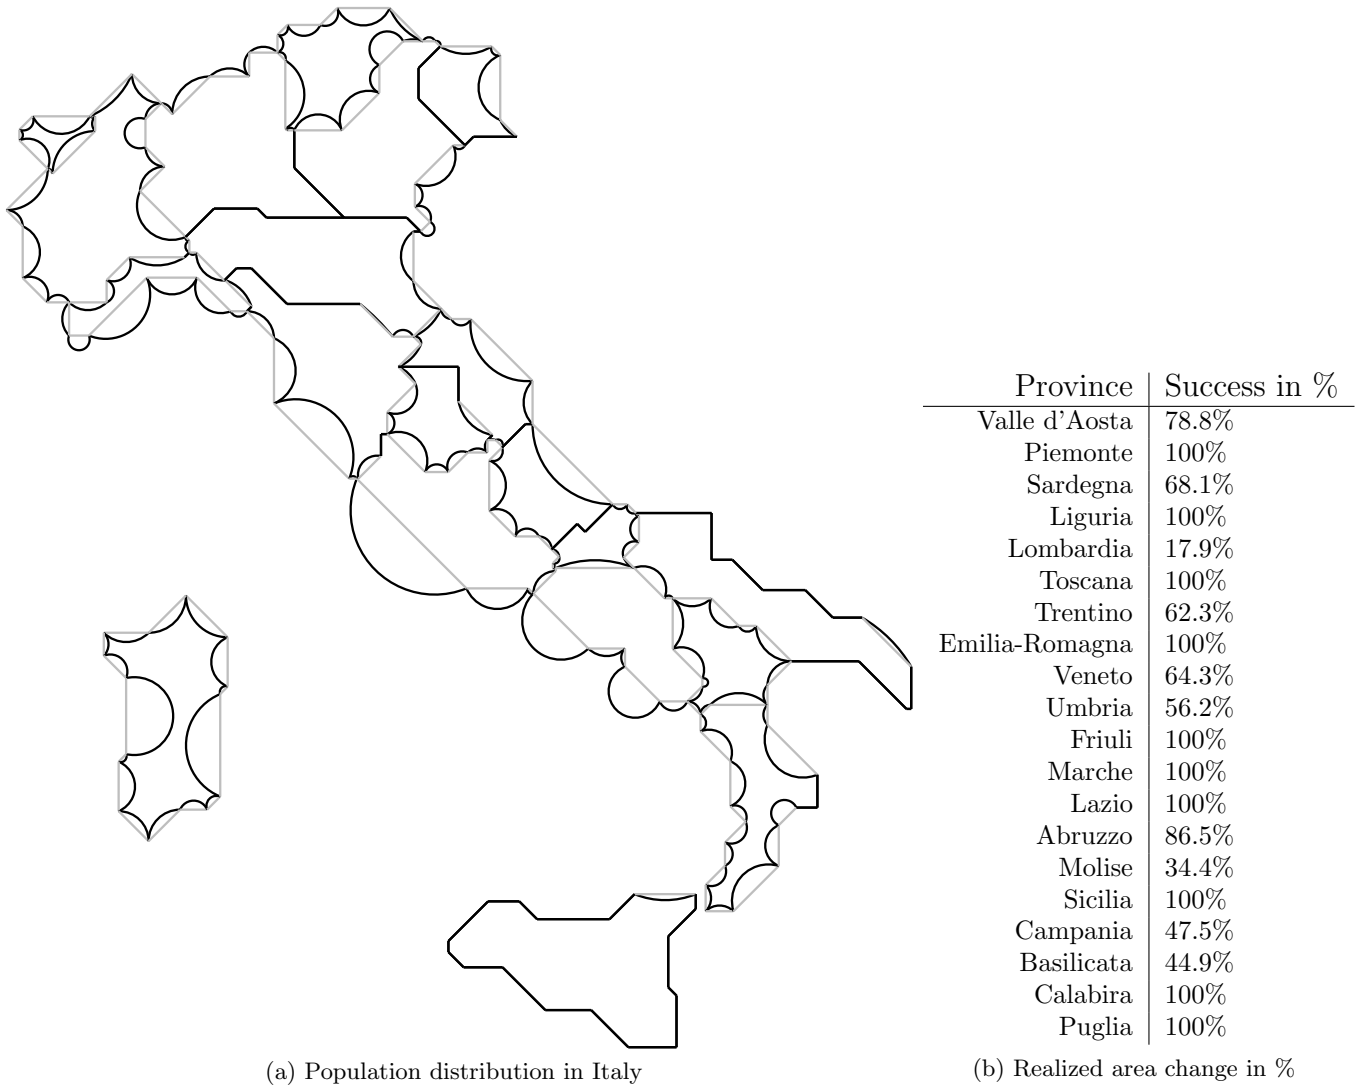 Province Success in %
Valle d'Aosta 78.8%
Piemonte 100%
Sardegna 68.1%
Liguria 100%
Lombardia 17.9%
Toscana 100%
Trentino 62.3%
Emilia-Romagna 100%
Veneto 64.3%
Umbria 56.2%
Friuli 100%
Marche 100%
Lazio 100%
Abruzzo 86.5%
Molise 34.4%
Sicilia 100%
Campania 47.5%
Basilicata 44.9%
Calabira 100%
Puglia 100%
(a) Population distribution in Italy
(b) Realized area change in %